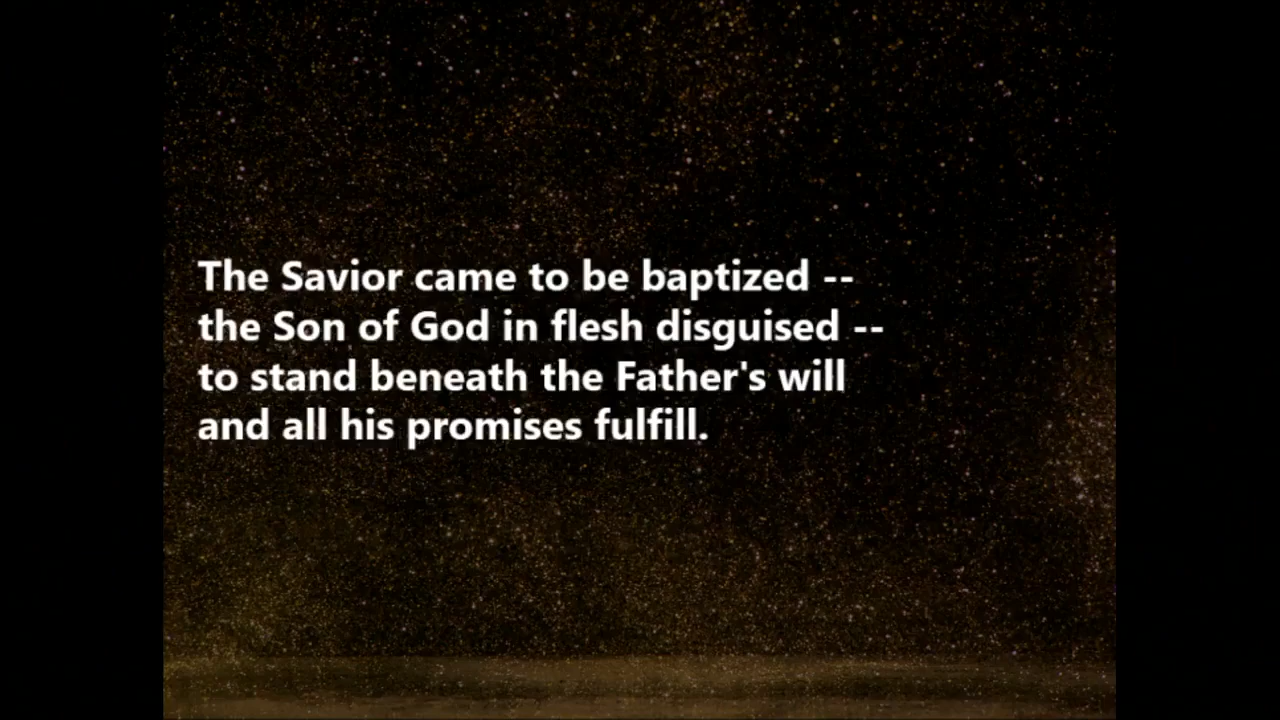 The Savior came to be baptized --
the Son of God in flesh disguised --
to stand beneath the Father's will
and all his promises fulfill.